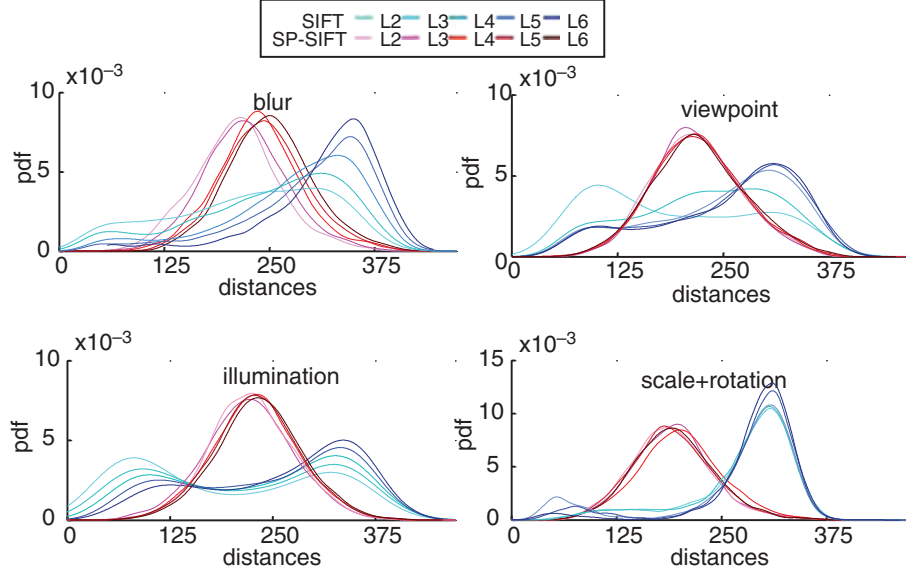 SIFT L2 L3 L4 L5 L6
SP-SIFT L2 L3 L4 L5 L6
x10⁻³
10
5
0
pdf
blur
0 125 250 375
distances
x10⁻³
10
5
0
pdf
viewpoint
0 125 250 375
distances
x10⁻³
10
5
0
pdf
illumination
0 125 250 375
distances
x10⁻³
15
10
5
0
pdf
scale+rotation
0 125 250 375
distances